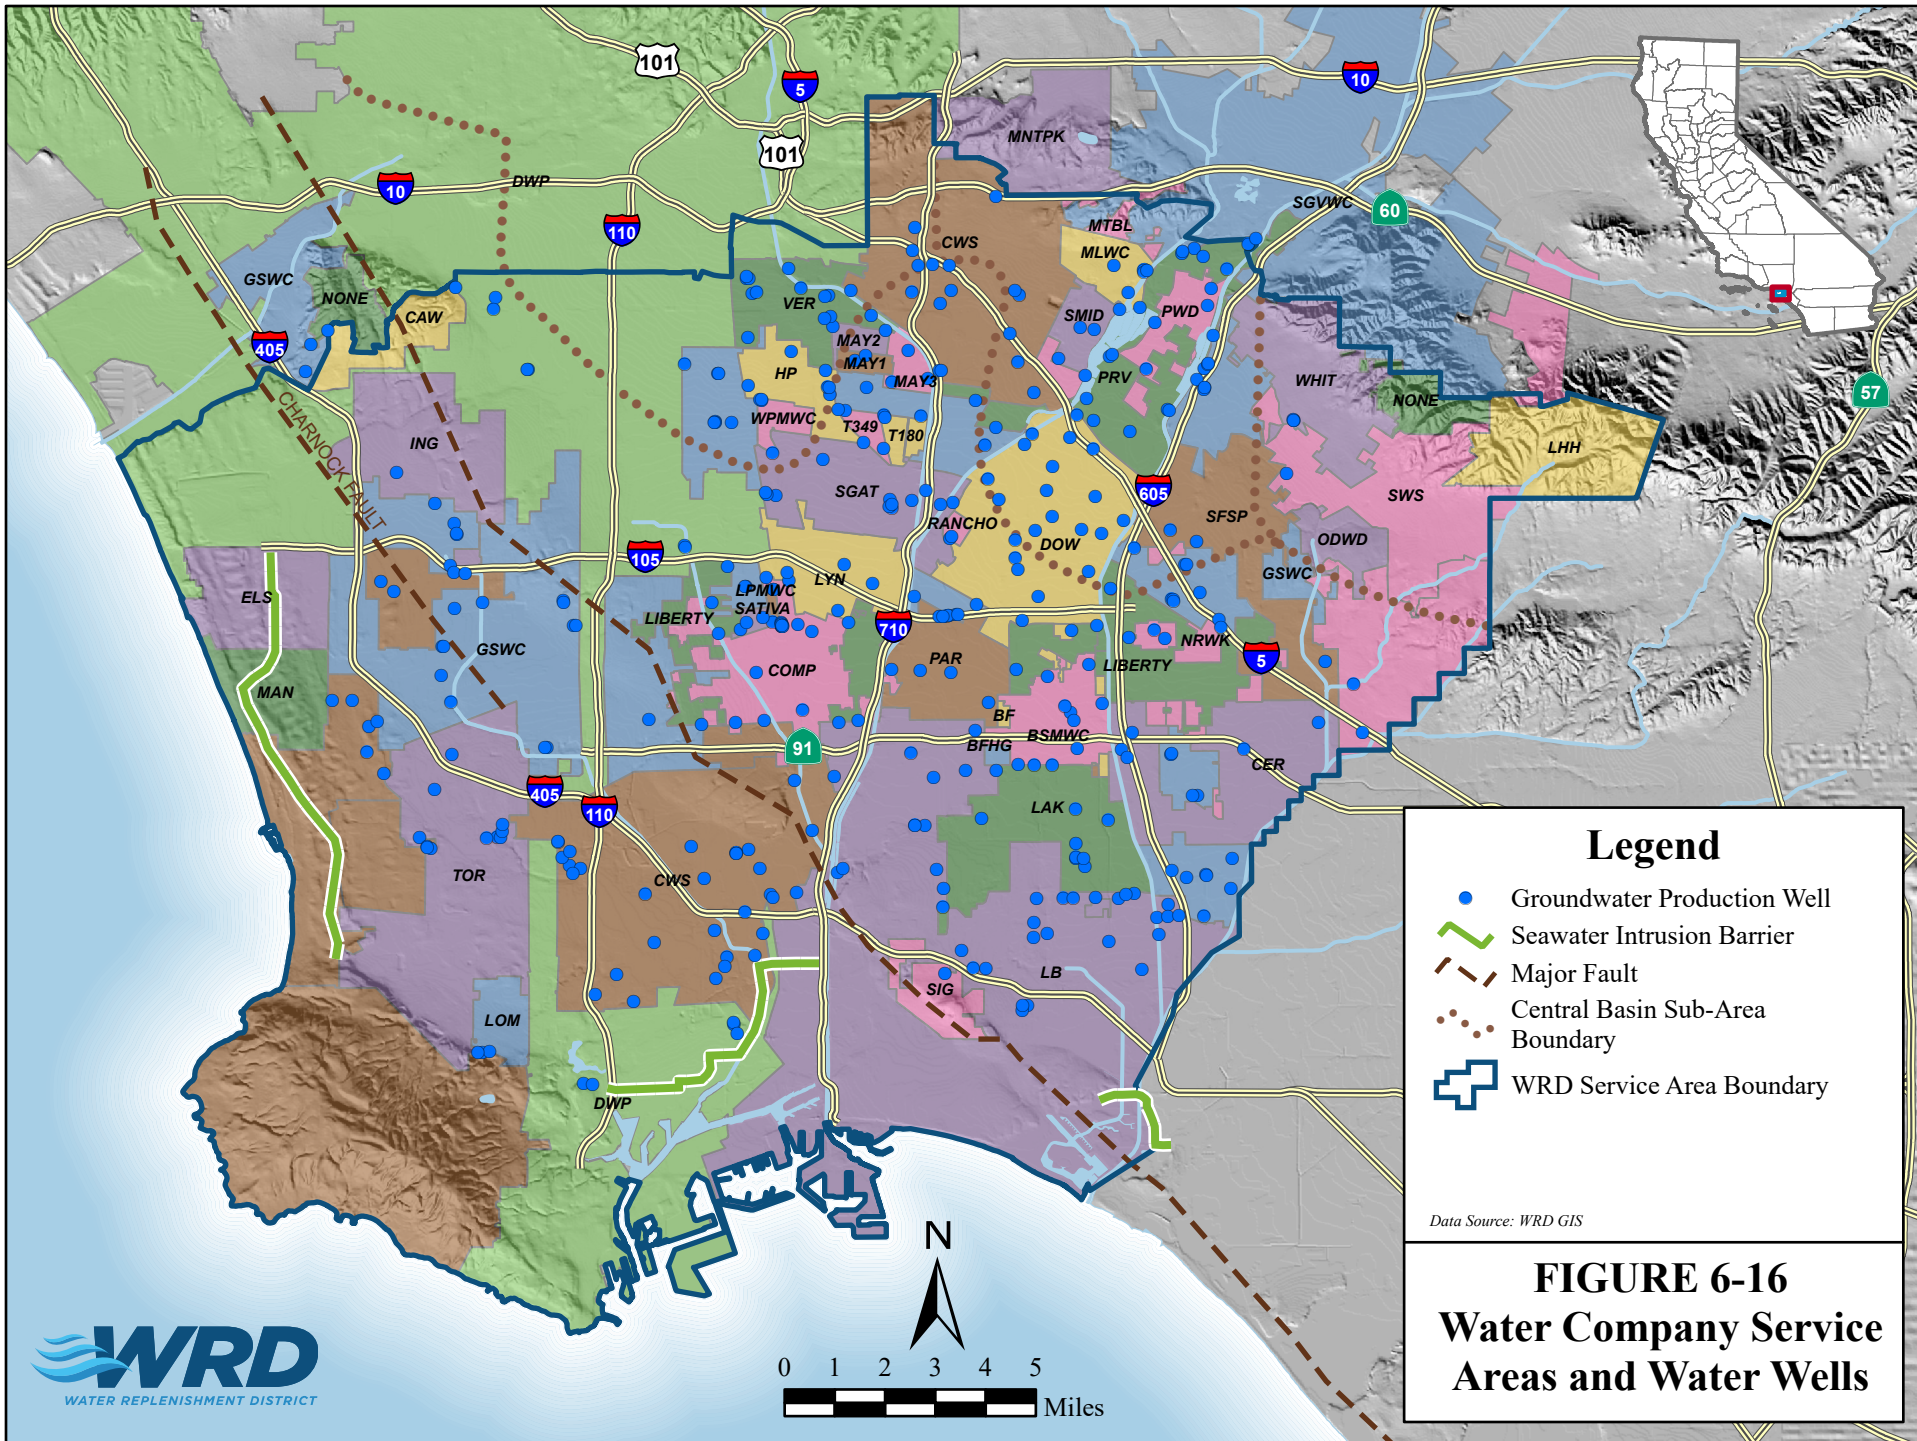 101
5
10
101
MNTPK
10
DWP
110
SGVWC
60
MTBL
GSWC
NONE
CWS
MLWC
VER
CAW
SMID
PWD
405
MAY2
MAY1
HP
MAY3
PRV
WHIT
NONE
57
CHARNOCK FAULT
ING
WPMWC
T349
T180
LHH
SGAT
605
SWS
RANCHO
SFSP
DOW
ODWD
105
LYN
GSWC
LPMWC
SATIVA
ELS
LIBERTY
710
NRWK
GSWC
PAR
LIBERTY
5
COMP
MAN
BF
91
BFHG
BSMWC
CER
405
110
LAK
TOR
CWS
LB
SIG
LOM
DWP
Legend
Groundwater Production Well
Seawater Intrusion Barrier
Major Fault
Central Basin Sub-Area
Boundary
WRD Service Area Boundary
Data Source: WRD GIS
FIGURE 6-16
Water Company Service
Areas and Water Wells
N
0 1 2 3 4 5
Miles
WRD
WATER REPLENISHMENT DISTRICT